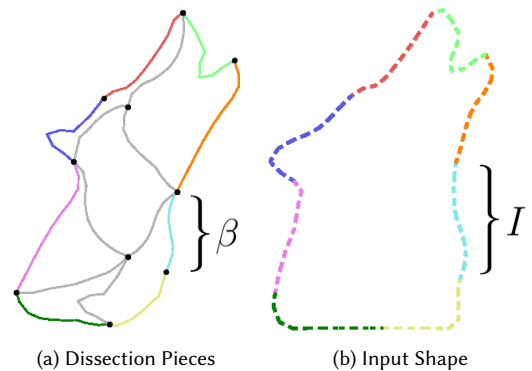 β
I
(a) Dissection Pieces
(b) Input Shape